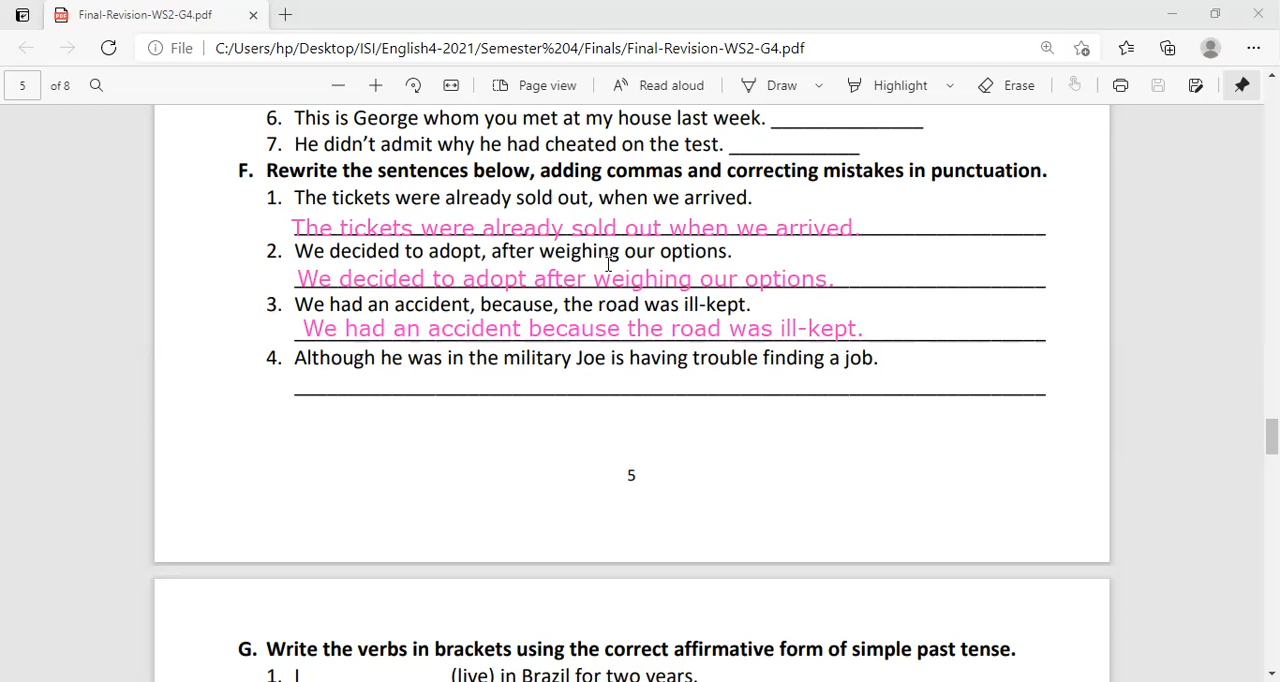 Final-Revision-WS2-G4.pdf
File C:/Users/hp/Desktop/ISI/English4-2021/Semester%204/Finals/Final-Revision-WS2-G4.pdf
5 of 8 Page view Read aloud Draw Highlight Erase
6. This is George whom you met at my house last week. ______________
7. He didn’t admit why he had cheated on the test. ____________
F. Rewrite the sentences below, adding commas and correcting mistakes in punctuation.
1. The tickets were already sold out, when we arrived.
The tickets were already sold out when we arrived.
2. We decided to adopt, after weighing our options.
We decided to adopt after weighing our options.
3. We had an accident, because, the road was ill-kept.
We had an accident because the road was ill-kept.
4. Although he was in the military Joe is having trouble finding a job.
5
G. Write the verbs in brackets using the correct affirmative form of simple past tense.
1. I ______________ (live) in Brazil for two years.